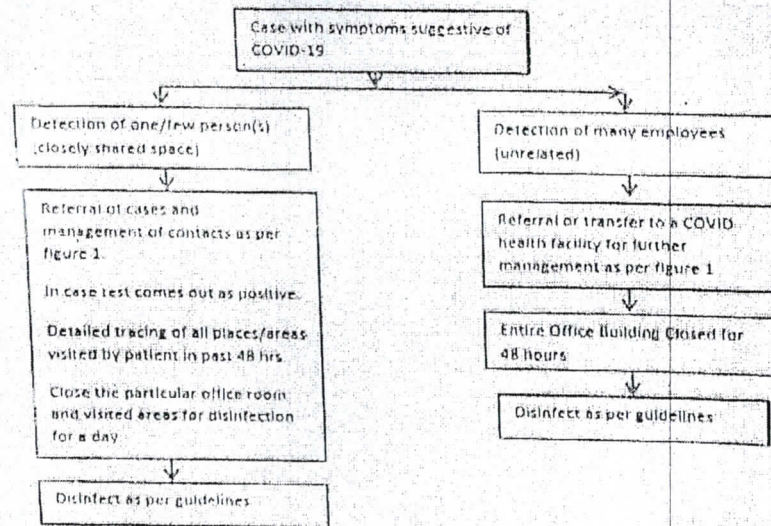 Case with symptoms suggestive of
COVID-19
Detection of one/few person(s)
(closely shared space)
Referral of cases and
management of contacts as per
figure 1.
In case test comes out as positive.
Detailed tracing of all places/areas
visited by patient in past 48 hrs
Close the particular office room
and visited areas for disinfection
for a day
Disinfect as per guidelines
Detection of many employees
(unrelated)
Referral or transfer to a COVID
health facility for further
management as per figure 1
Entire Office Building Closed for
48 hours
Disinfect as per guidelines